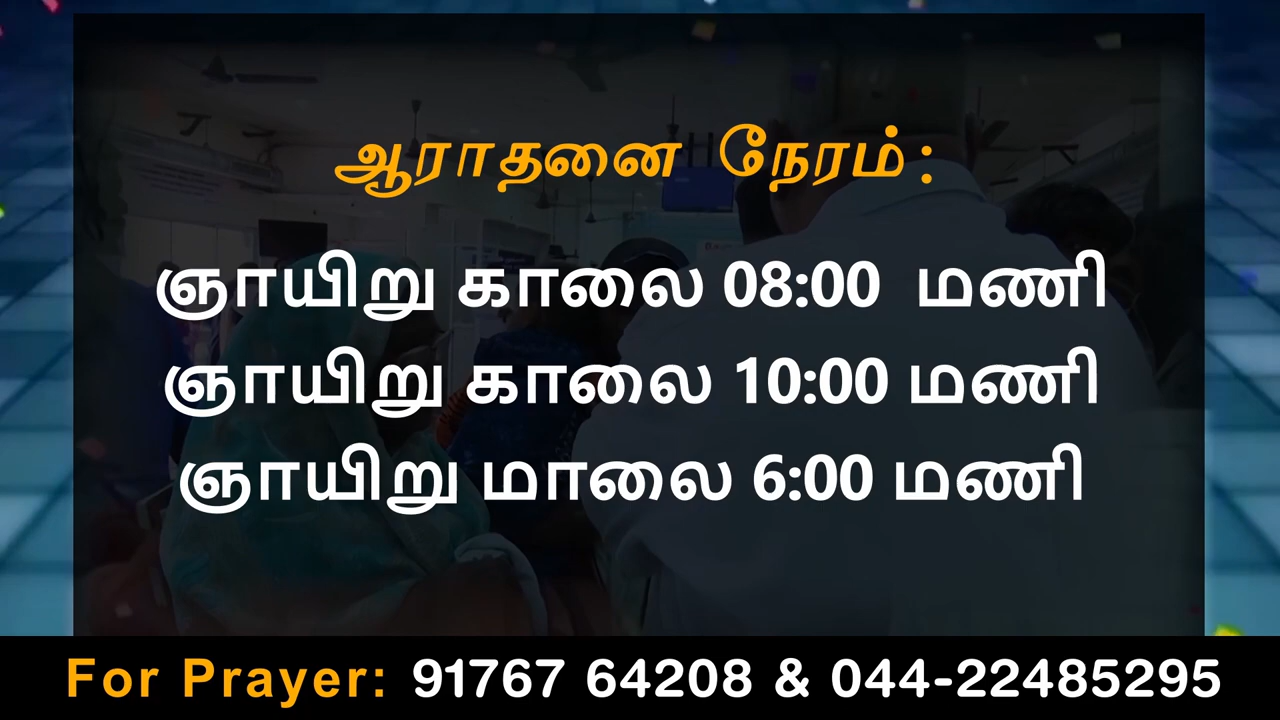 ஆராதனை நேரம்:
ஞாயிறு காலை 08:00 மணி
ஞாயிறு காலை 10:00 மணி
ஞாயிறு மாலை 6:00 மணி
For Prayer: 91767 64208 & 044-22485295